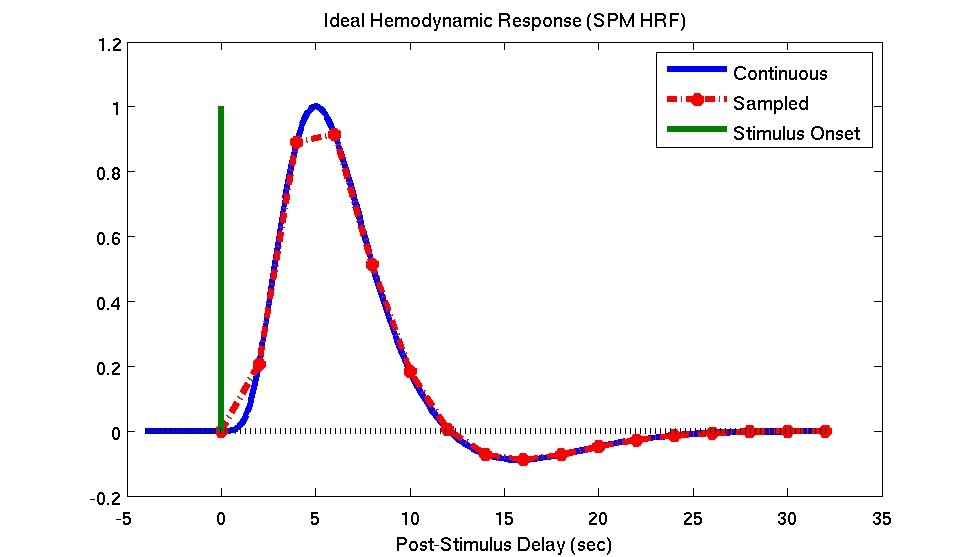 Ideal Hemodynamic Response (SPM HRF)
1.2
1
0.8
0.6
0.4
0.2
0
-0.2
-5 0 5 10 15 20 25 30 35
Post-Stimulus Delay (sec)
Continuous
Sampled
Stimulus Onset